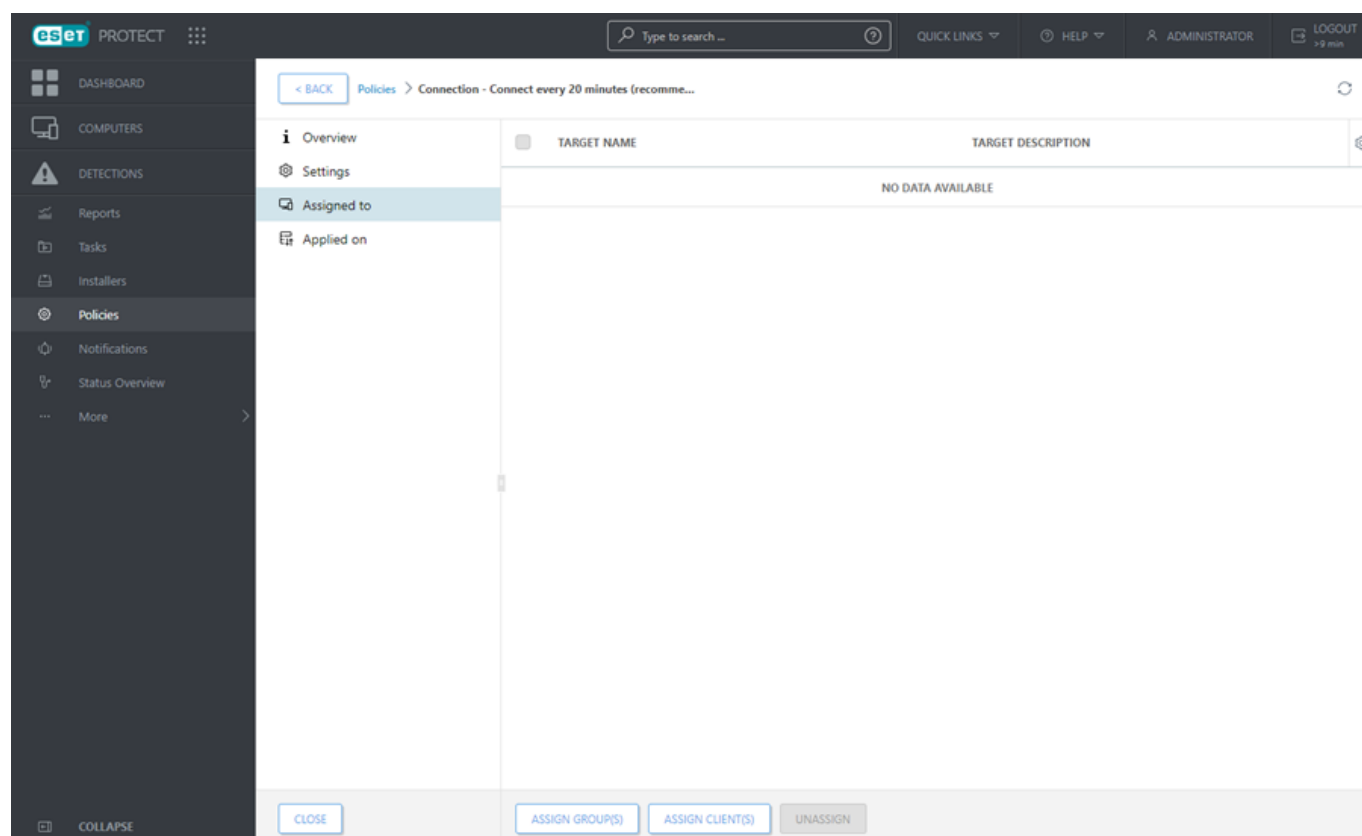 eset PROTECT
Type to search ...
QUICK LINKS
HELP
ADMINISTRATOR
LOGOUT
>9 min
DASHBOARD
COMPUTERS
DETECTIONS
Reports
Tasks
Installers
Policies
Notifications
Status Overview
More
COLLAPSE
< BACK Policies > Connection - Connect every 20 minutes (recomme...
Overview
Settings
Assigned to
Applied on
TARGET NAME TARGET DESCRIPTION
NO DATA AVAILABLE
CLOSE ASSIGN GROUP(S) ASSIGN CLIENT(S) UNASSIGN